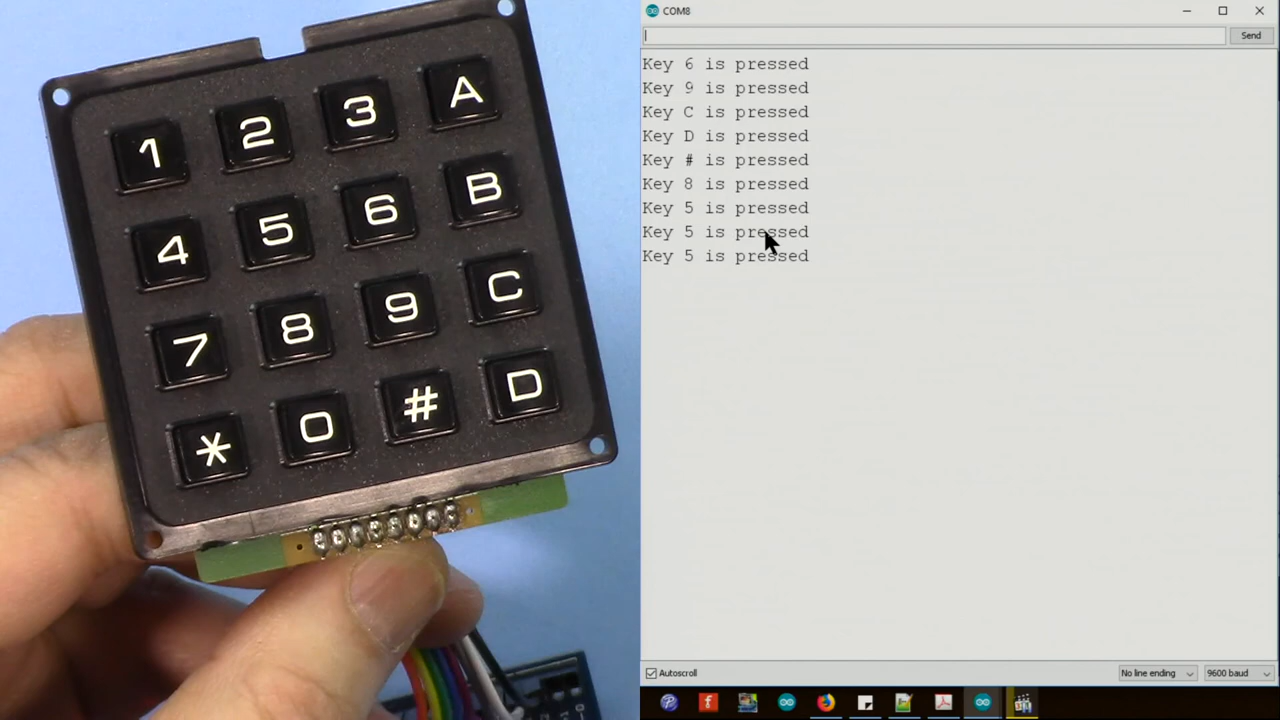 1 2 3 A
4 5 6 B
7 8 9 C
* 0 # D
COM8
Send
Key 6 is pressed
Key 9 is pressed
Key C is pressed
Key D is pressed
Key # is pressed
Key 8 is pressed
Key 5 is pressed
Key 5 is pressed
Key 5 is pressed
Autoscroll
No line ending
9600 baud